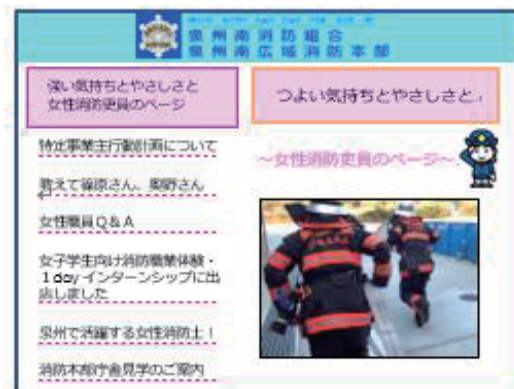 泉州南消防組合
泉州南広域消防本部
強い気持ちとやさしさと
女性消防吏員のページ
つよい気持ちとやさしさと。
特定事業主行動計画について
～女性消防吏員のページ～
教えて篠原さん、奥野さん
女性職員Q&A
女子学生向け消防職業体験・
1dayインターンシップに出
展しました
泉州で活躍する女性消防士！
消防本部庁舎見学のご案内